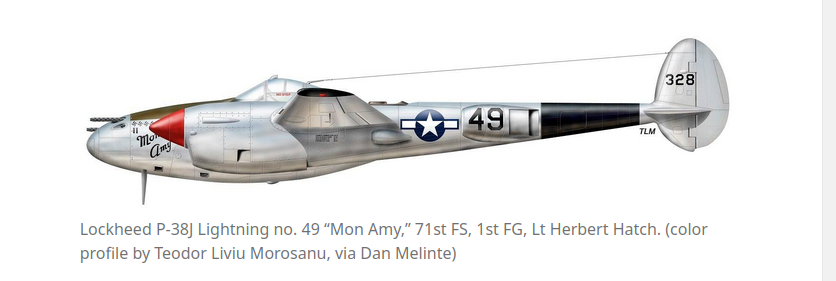 328
49
TLM
Mon
Amy
Lockheed P-38J Lightning no. 49 “Mon Amy,” 71st FS, 1st FG, Lt Herbert Hatch. (color
profile by Teodor Liviu Morosanu, via Dan Melinte)